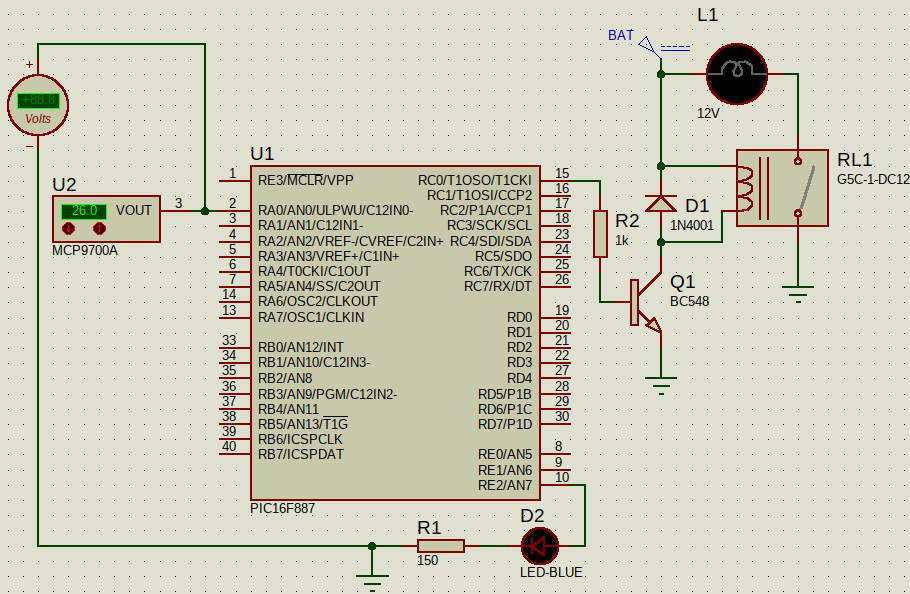 L1
BAT
12V
+88.8
Volts
+
−
U2
26.0
VOUT
3
MCP9700A
U1
1 RE3/MCLR/VPP
2 RA0/AN0/ULPWU/C12IN0-
3 RA1/AN1/C12IN1-
4 RA2/AN2/VREF-/CVREF/C2IN+
5 RA3/AN3/VREF+/C1IN+
6 RA4/T0CKI/C1OUT
7 RA5/AN4/SS/C2OUT
14 RA6/OSC2/CLKOUT
13 RA7/OSC1/CLKIN
33 RB0/AN12/INT
34 RB1/AN10/C12IN3-
35 RB2/AN8
36 RB3/AN9/PGM/C12IN2-
37 RB4/AN11
38 RB5/AN13/T1G
39 RB6/ICSPCLK
40 RB7/ICSPDAT
RC0/T1OSO/T1CKI 15
RC1/T1OSI/CCP2 16
RC2/P1A/CCP1 17
RC3/SCK/SCL 18
RC4/SDI/SDA 23
RC5/SDO 24
RC6/TX/CK 25
RC7/RX/DT 26
RD0 19
RD1 20
RD2 21
RD3 22
RD4 27
RD5/P1B 28
RD6/P1C 29
RD7/P1D 30
RE0/AN5 8
RE1/AN6 9
RE2/AN7 10
PIC16F887
R2
1k
D1
1N4001
Q1
BC548
RL1
G5C-1-DC12
R1
150
D2
LED-BLUE